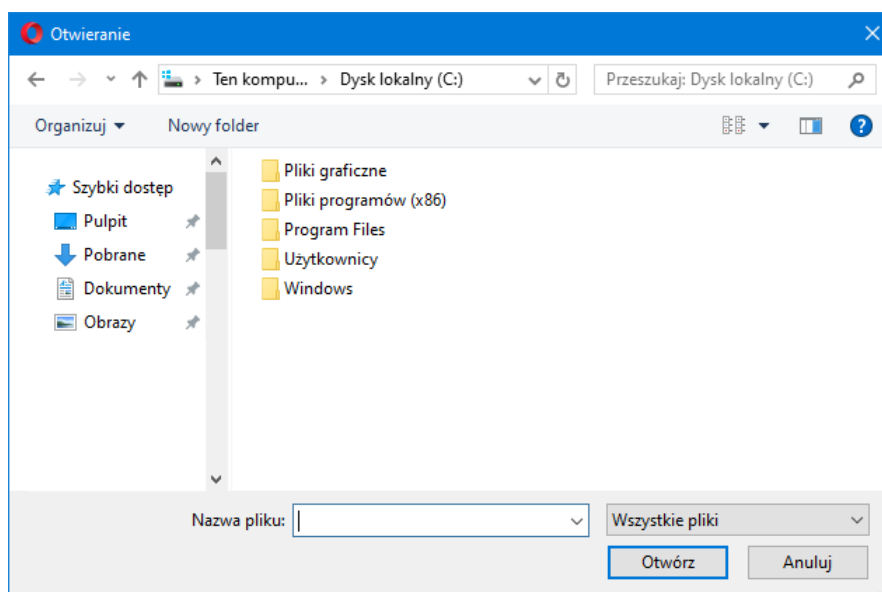 Otwieranie
Ten kompu... > Dysk lokalny (C:)
Przeszukaj: Dysk lokalny (C:)
Organizuj
Nowy folder
Szybki dostęp
Pulpit
Pobrane
Dokumenty
Obrazy
Pliki graficzne
Pliki programów (x86)
Program Files
Użytkownicy
Windows
Nazwa pliku:
Wszystkie pliki
Otwórz
Anuluj